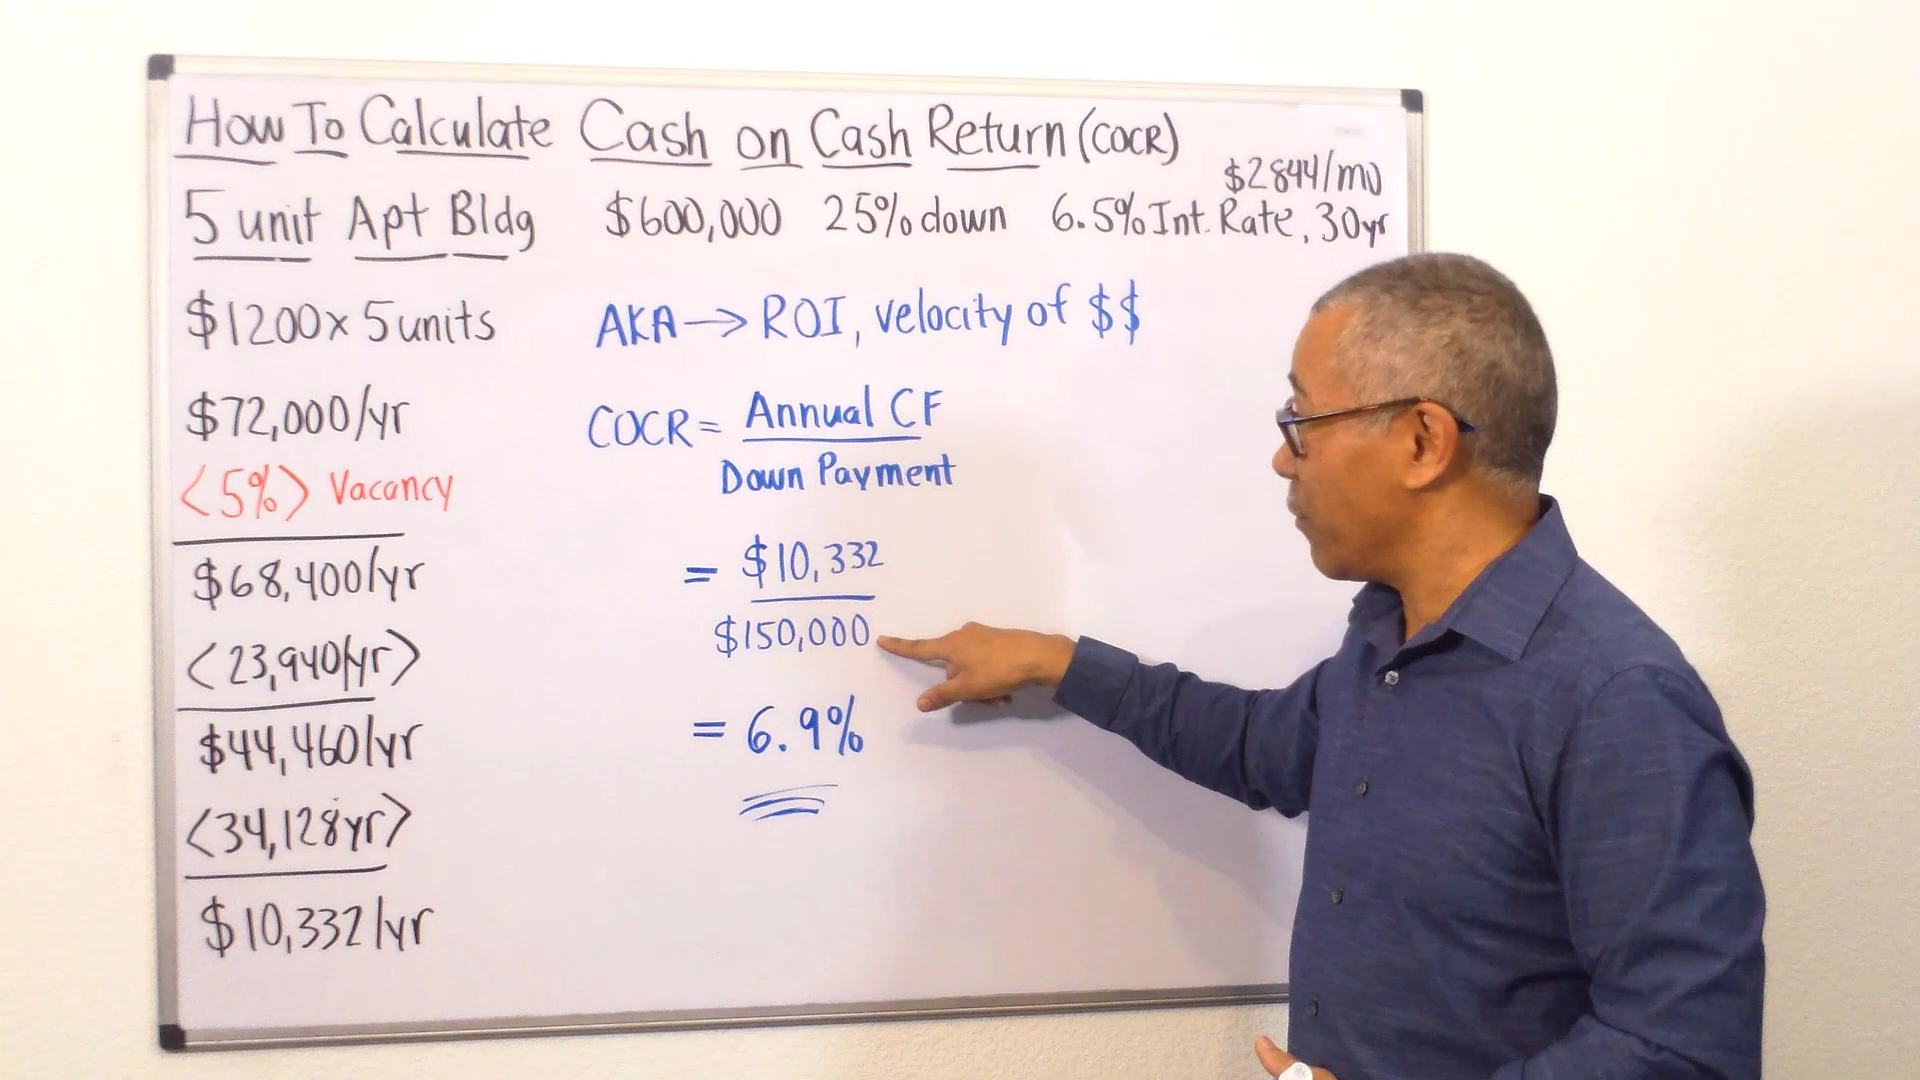 How To Calculate Cash on Cash Return (COCR)
$2844/mo
5 unit Apt Bldg $600,000 25% down 6.5% Int. Rate, 30yr
$1200 x 5 units
$72,000/yr
<5%> Vacancy
$68,400/yr
<23,940/yr>
$44,460/yr
<34,128yr>
$10,332/yr
AKA → ROI, velocity of $$
COCR = Annual CF
Down Payment
= $10,332
$150,000
= 6.9%